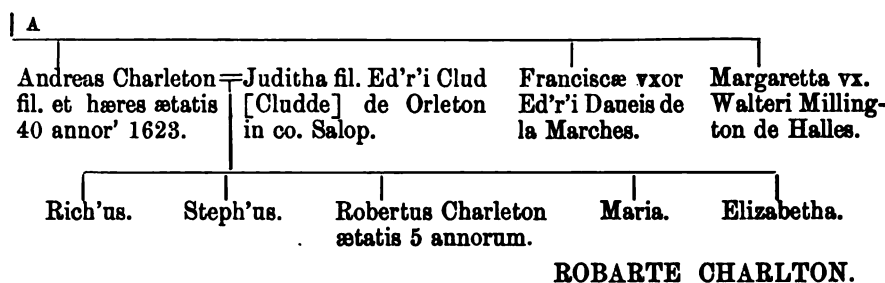 A
Andreas Charleton
fil. et hæres ætatis
40 annor' 1623.
Juditha fil. Ed'r'i Clud
[Cludde] de Orleton
in co. Salop.
Franciscæ vxor
Ed'r'i Daueis de
la Marches.
Margaretta vx.
Walteri Milling-
ton de Halles.
Rich'us.
Steph'us.
Robertus Charleton
ætatis 5 annorum.
Maria.
Elizabetha.
ROBARTE CHARLTON.